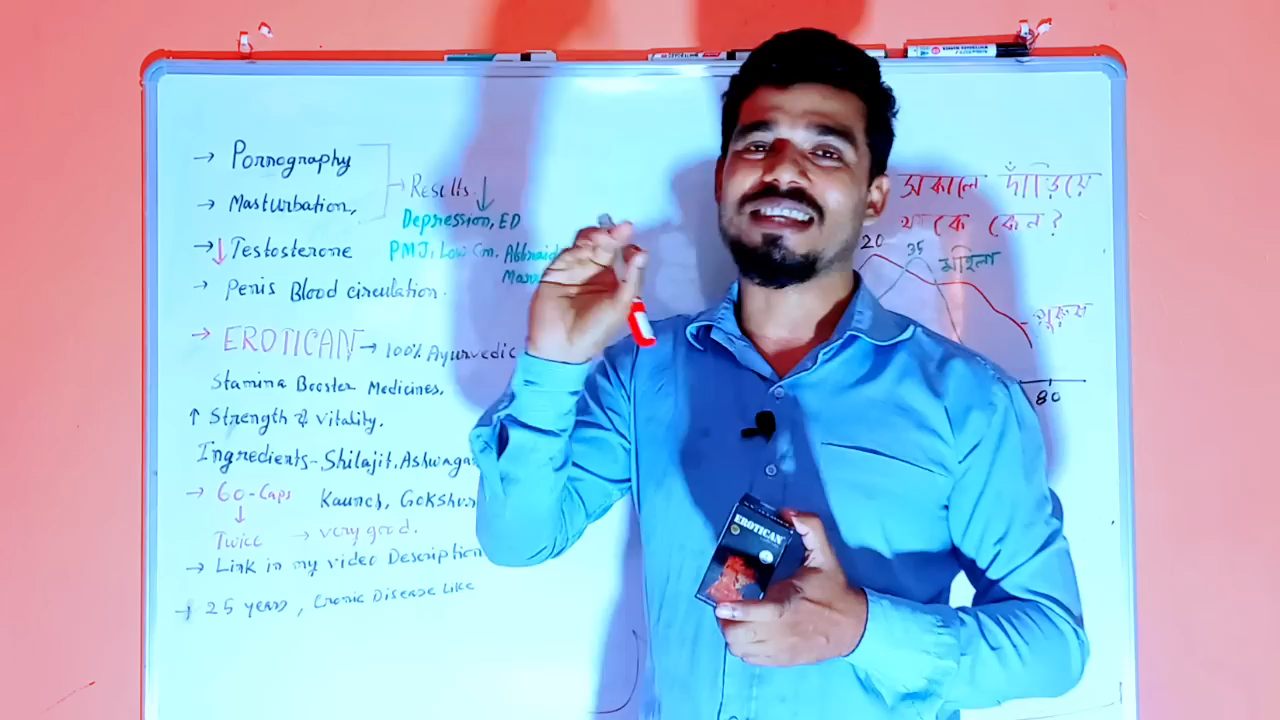 → Pornography
→ Masturbation,
Results ↓
Depression, ED
→ ↓ Testosterone
PMJ, Low Cm.
→ Penis Blood circulation.
→ EROTICAN → 100% Ayurvedic
Stamina Booster Medicines,
↑ Strength & vitality,
Ingredients - Shilajit,
→ 60-Caps
↓
Twice → very good.
→ Link in my video Description
→ 25 years, Cronic Disease Like
সকালে দাঁড়িয়ে
থাকে কেন?
20
35
মহিলা
পুরুষ
80
EROTICAN